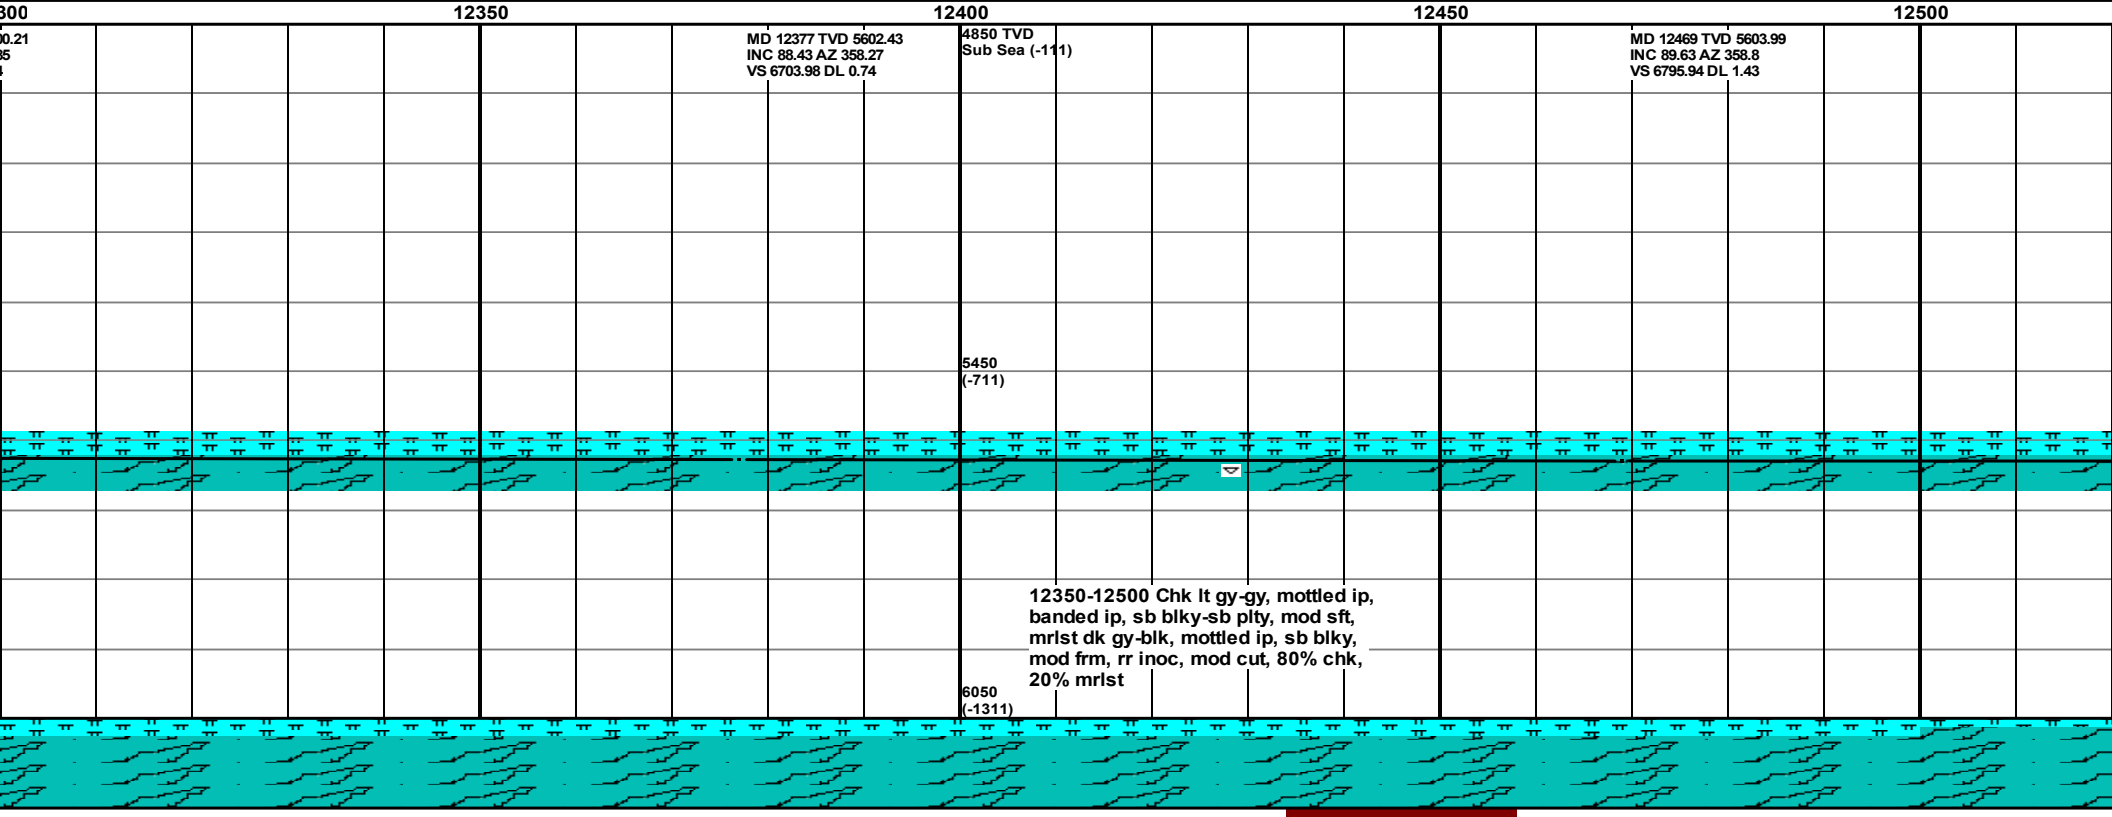 300 12350 12400 12450 12500
00.21
35
MD 12377 TVD 5602.43
INC 88.43 AZ 358.27
VS 6703.98 DL 0.74
4850 TVD
Sub Sea (-111)
MD 12469 TVD 5603.99
INC 89.63 AZ 358.8
VS 6795.94 DL 1.43
5450
(-711)
12350-12500 Chk lt gy-gy, mottled ip,
banded ip, sb blky-sb plty, mod sft,
mrlst dk gy-blk, mottled ip, sb blky,
mod frm, rr inoc, mod cut, 80% chk,
20% mrlst
6050
(-1311)